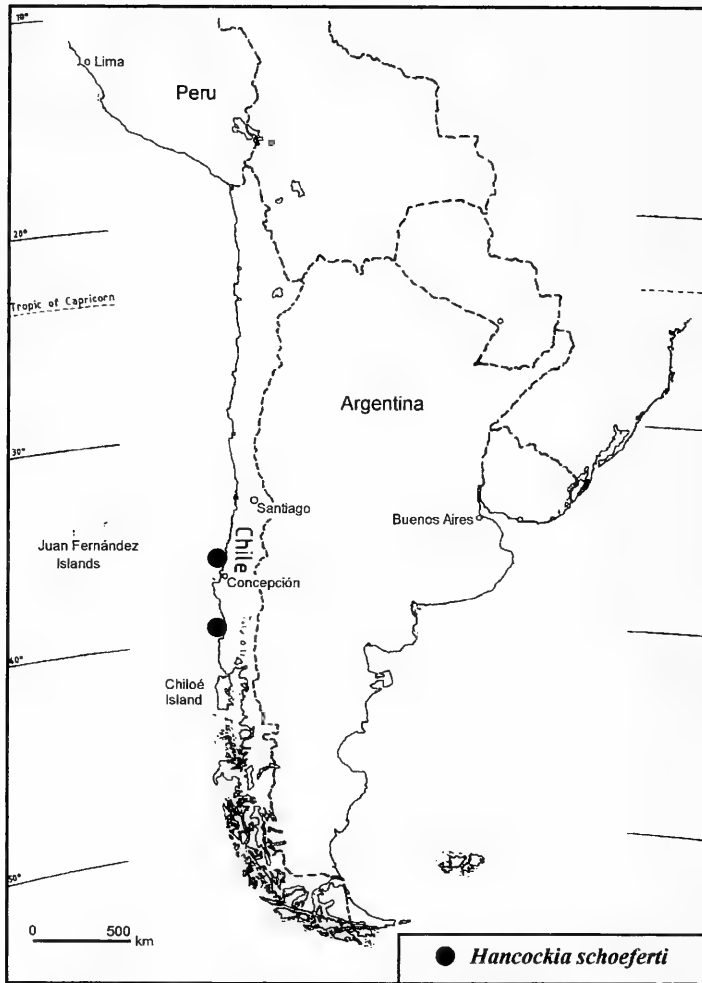 10°
Lima
Peru
20°
Tropic of Capricorn
Argentina
30°
Santiago
Buenos Aires
Juan Fernández
Islands
Chile
Concepción
40°
Chiloé
Island
50°
0 500
km
Hancockia schoeferti